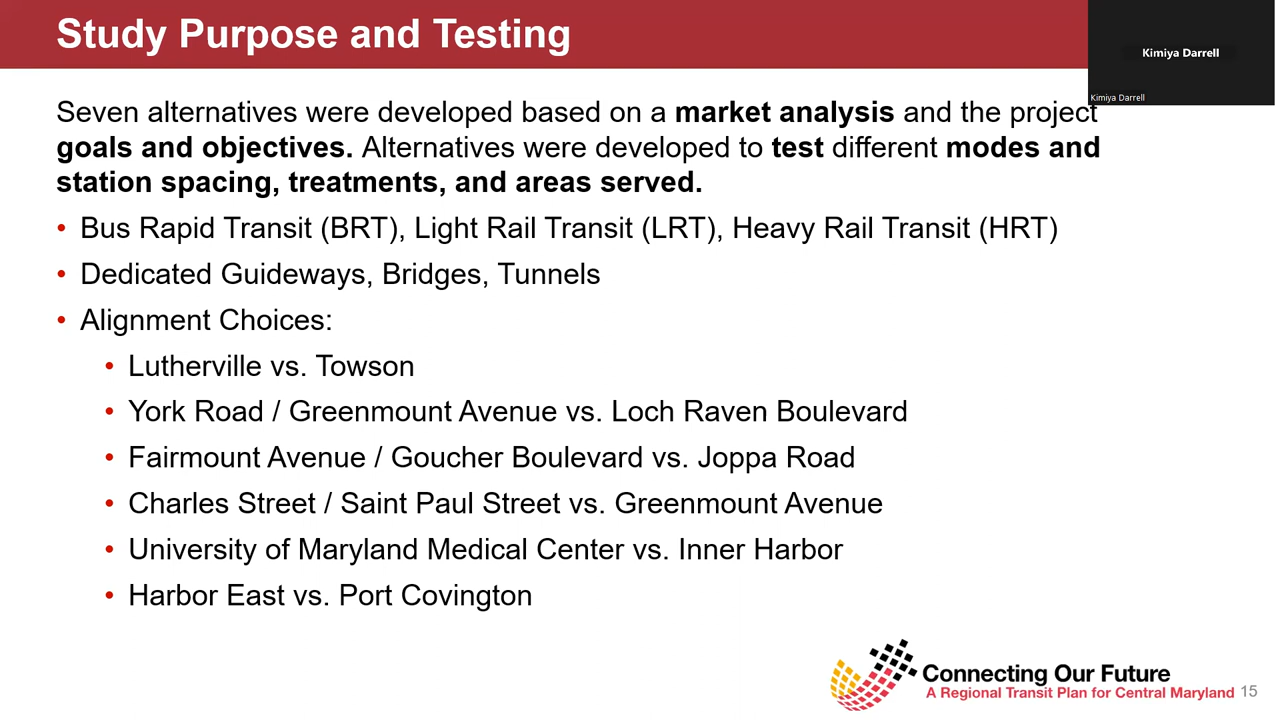 Study Purpose and Testing
Kimiya Darrell
Kimiya Darrell
Seven alternatives were developed based on a market analysis and the project
goals and objectives. Alternatives were developed to test different modes and
station spacing, treatments, and areas served.
• Bus Rapid Transit (BRT), Light Rail Transit (LRT), Heavy Rail Transit (HRT)
• Dedicated Guideways, Bridges, Tunnels
• Alignment Choices:
• Lutherville vs. Towson
• York Road / Greenmount Avenue vs. Loch Raven Boulevard
• Fairmount Avenue / Goucher Boulevard vs. Joppa Road
• Charles Street / Saint Paul Street vs. Greenmount Avenue
• University of Maryland Medical Center vs. Inner Harbor
• Harbor East vs. Port Covington
Connecting Our Future
A Regional Transit Plan for Central Maryland 15